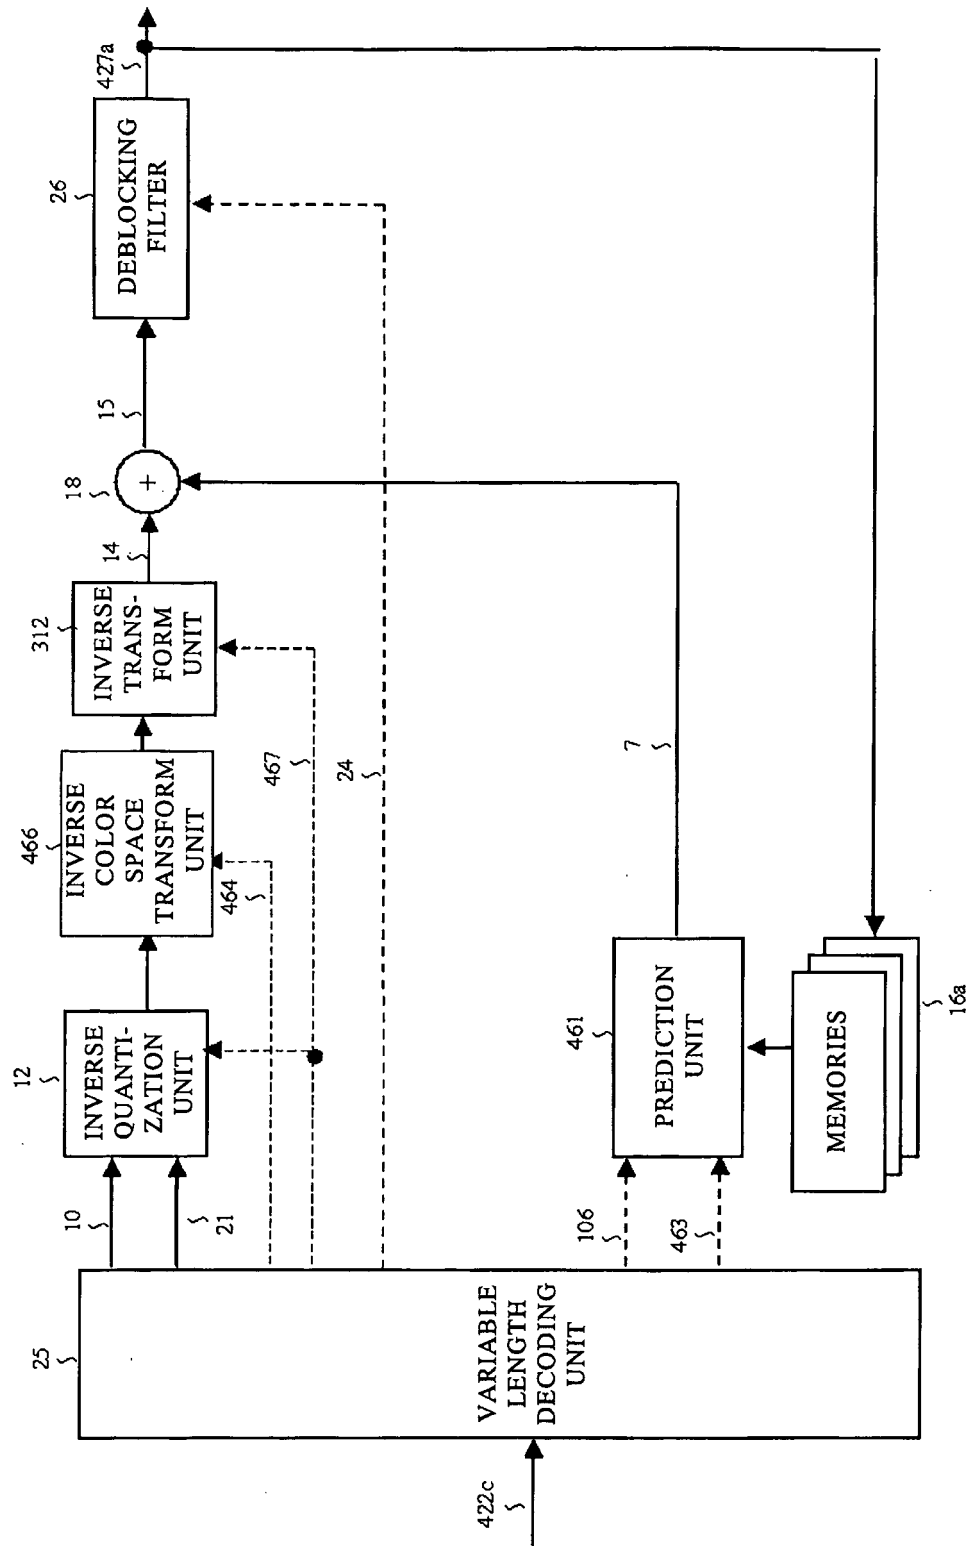 422c
25
VARIABLE
LENGTH
DECODING
UNIT
10
21
12
INVERSE
QUANTI-
ZATION
UNIT
466
INVERSE
COLOR
SPACE
TRANSFORM
UNIT
464
312
INVERSE
TRANS-
FORM
UNIT
467
14
18
+
15
26
DEBLOCKING
FILTER
427a
24
7
106
463
461
PREDICTION
UNIT
MEMORIES
16a